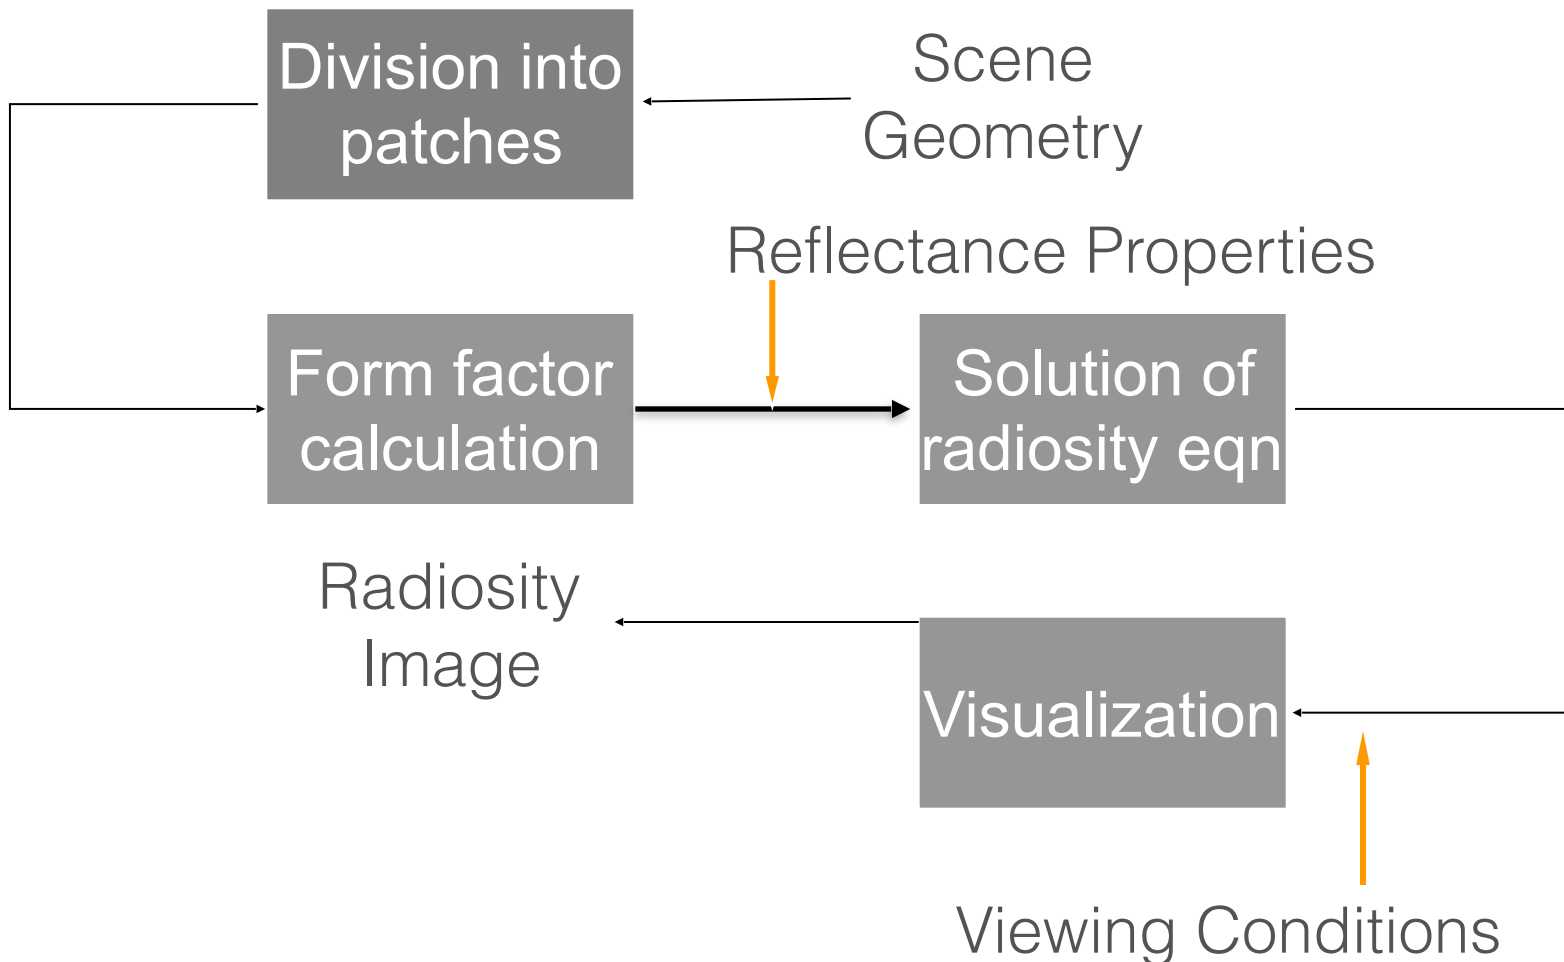 Division into
patches
Scene
Geometry
Reflectance Properties
Form factor
calculation
Solution of
radiosity eqn
Radiosity
Image
Visualization
Viewing Conditions